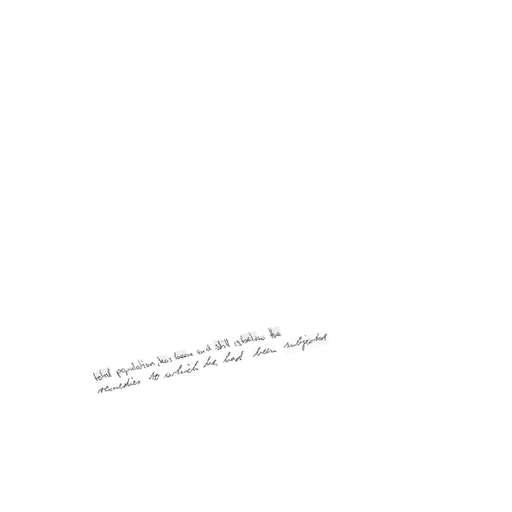 total population, has been and still is below the
remedies to which he had been subjected